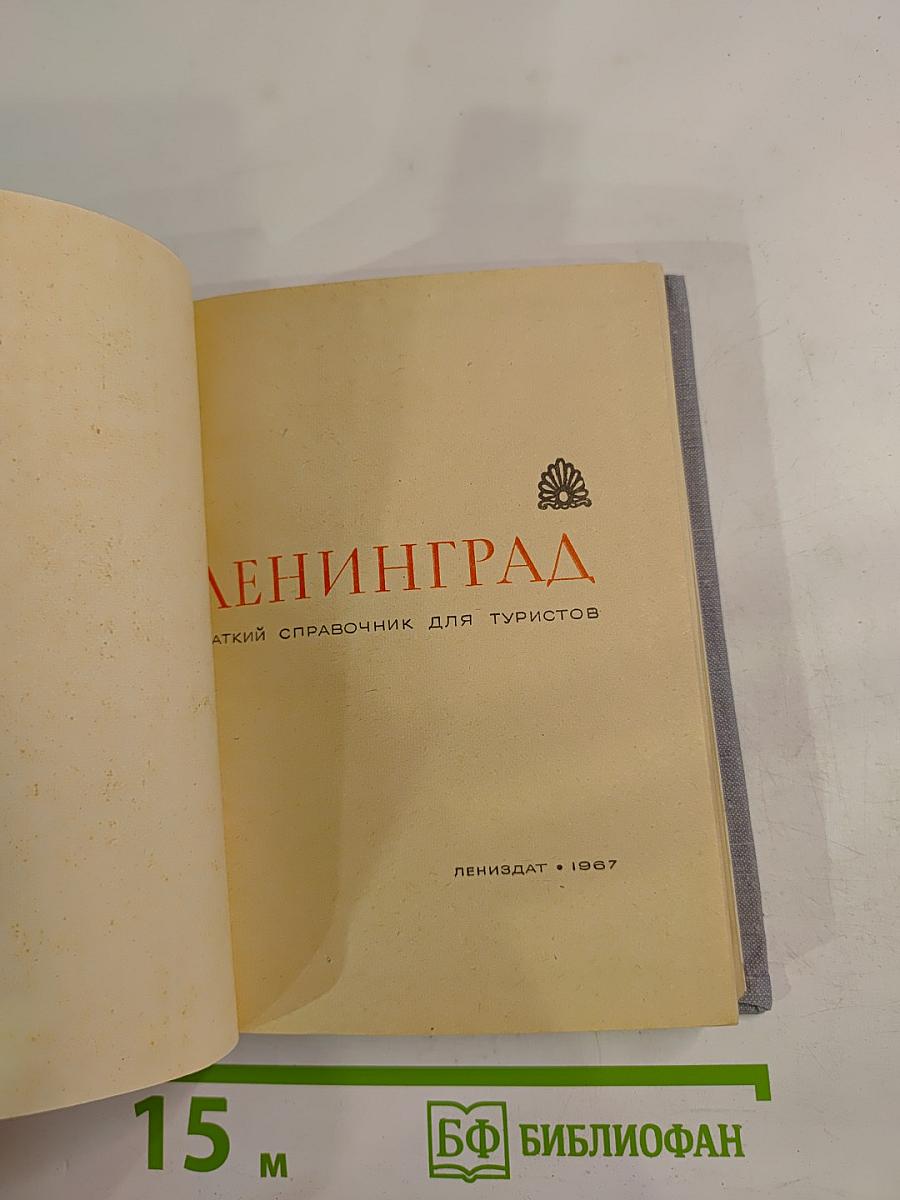 ЛЕНИНГРАД
АТКИЙ СПРАВОЧНИК ДЛЯ ТУРИСТОВ
ЛЕНИЗДАТ • 1967
15 м
БФ БИБЛИОФАН